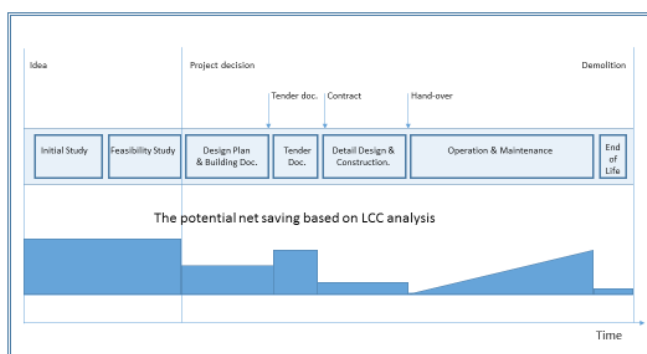 Idea
Project decision
Demolition
Tender doc.
Contract
Hand-over
Initial Study
Feasibility Study
Design Plan
& Building Doc.
Tender
Doc.
Detail Design &
Construction.
Operation & Maintenance
End
of
Life
The potential net saving based on LCC analysis
Time